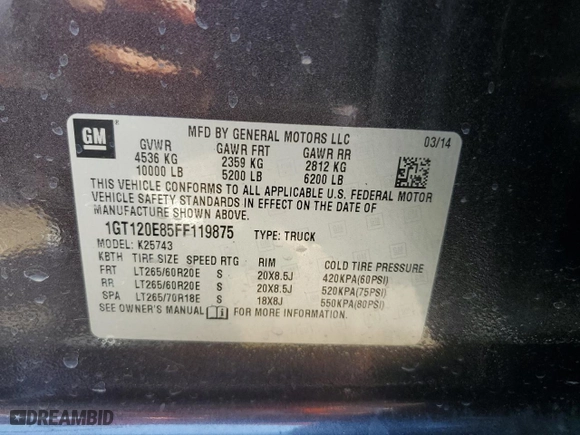 GM
MFD BY GENERAL MOTORS LLC
03/14
GVWR GAWR FRT GAWR RR
4536 KG 2359 KG 2812 KG
10000 LB 5200 LB 6200 LB
THIS VEHICLE CONFORMS TO ALL APPLICABLE U.S. FEDERAL MOTOR
VEHICLE SAFETY STANDARDS IN EFFECT ON THE DATE OF
MANUFACTURE SHOWN ABOVE.
1GT120E85FF119875 TYPE: TRUCK
MODEL: K25743
KBTH TIRE SIZE SPEED RTG RIM COLD TIRE PRESSURE
FRT LT265/60R20E S 20X8.5J 420KPA(60PSI)
RR LT265/60R20E S 20X8.5J 520KPA(75PSI)
SPA LT265/70R18E S 18X8J 550KPA(80PSI)
SEE OWNER'S MANUAL FOR MORE INFORMATION.
DREAMBID